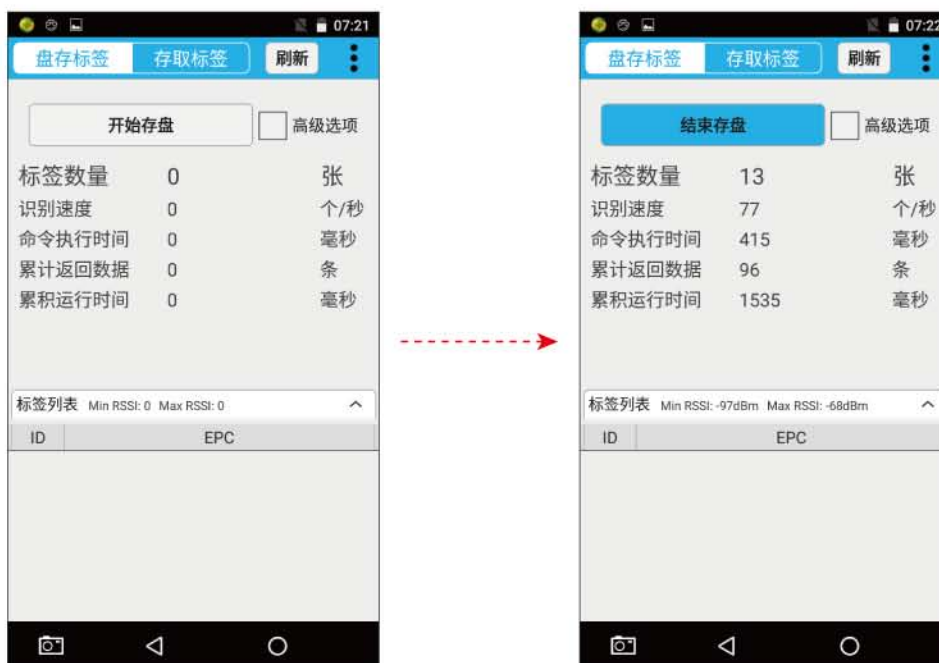 07:21
盘存标签 存取标签 刷新
开始存盘 高级选项
标签数量 0 张
识别速度 0 个/秒
命令执行时间 0 毫秒
累计返回数据 0 条
累积运行时间 0 毫秒
标签列表 Min RSSI: 0 Max RSSI: 0
ID EPC
07:22
盘存标签 存取标签 刷新
结束存盘 高级选项
标签数量 13 张
识别速度 77 个/秒
命令执行时间 415 毫秒
累计返回数据 96 条
累积运行时间 1535 毫秒
标签列表 Min RSSI: -97dBm Max RSSI: -68dBm
ID EPC